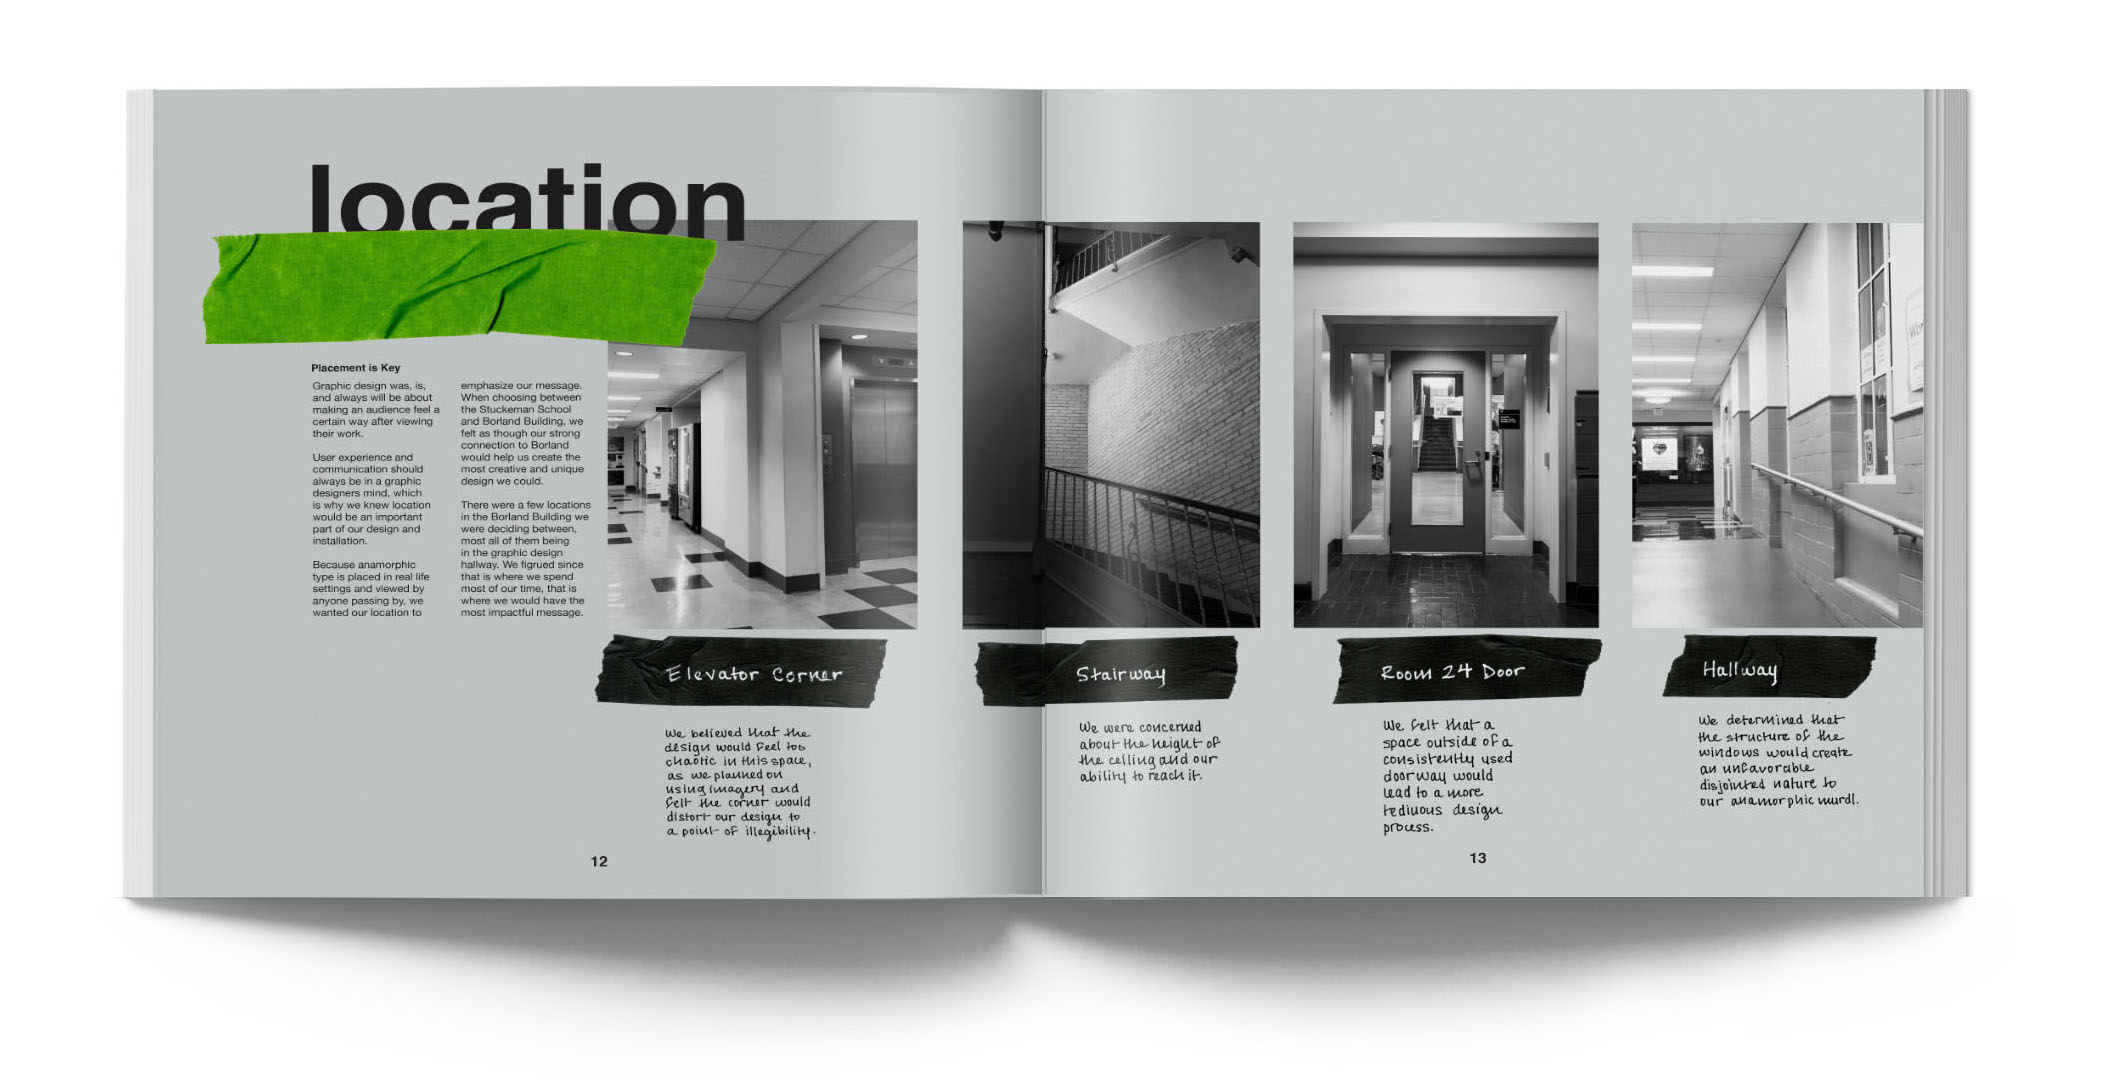 location
Placement is Key
Graphic design was, is,
and always will be about
making an audience feel a
certain way after viewing
their work.
User experience and
communication should
always be in a graphic
designers mind, which
is why we knew location
would be an important
part of our design and
installation.
Because anamorphic
type is placed in real life
settings and viewed by
anyone passing by, we
wanted our location to
emphasize our message.
When choosing between
the Stuckeman School
and Borland Building, we
felt as though our strong
connection to Borland
would help us create the
most creative and unique
design we could.
There were a few locations
in the Borland Building we
were deciding between,
most all of them being
in the graphic design
hallway. We figrued since
that is where we spend
most of our time, that is
where we would have the
most impactful message.
Elevator Corner
We believed that the
design would feel too
chaotic in this space,
as we planned on
using imagery and
felt the corner would
distort our design to
a point of illegibility.
12
Stairway
We were concerned
about the height of
the ceiling and our
ability to reach it.
Room 24 Door
We felt that a
space outside of a
consistently used
doorway would
lead to a more
tediuous design
process.
Hallway
We determined that
the structure of the
windows would create
an unfavorable
disjointed nature to
our anamorphic mural.
13